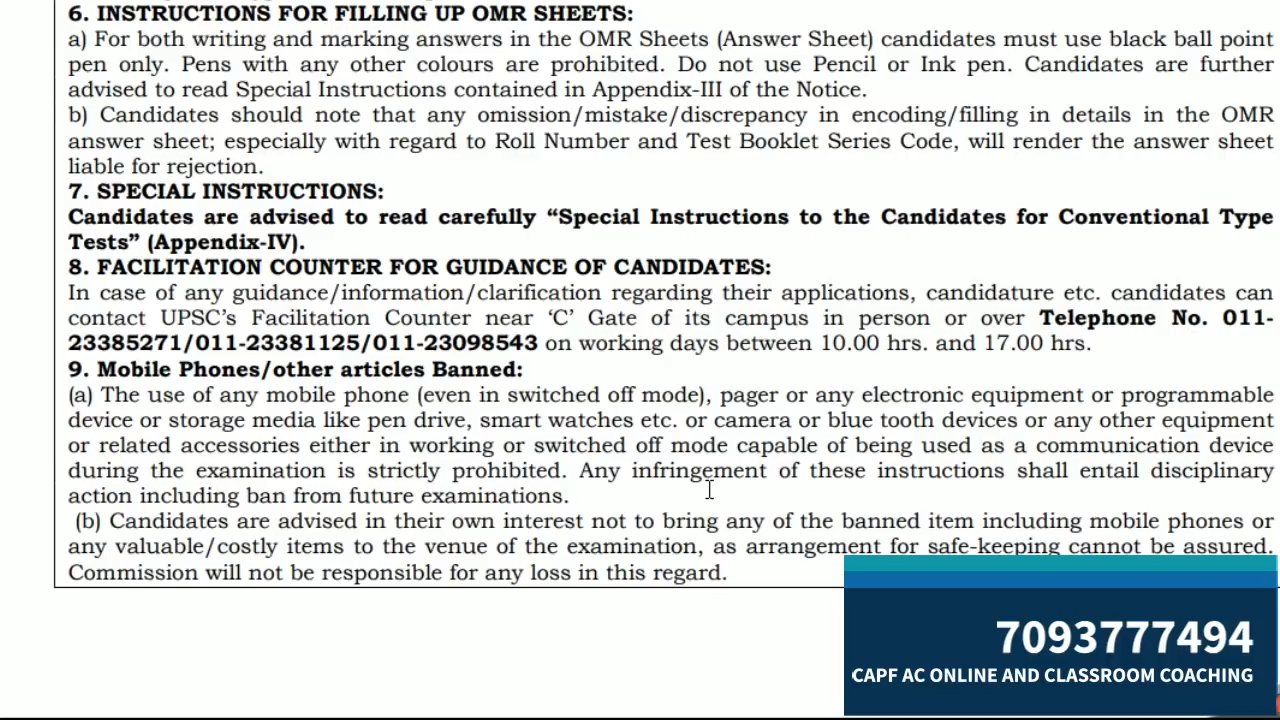 6. INSTRUCTIONS FOR FILLING UP OMR SHEETS:
a) For both writing and marking answers in the OMR Sheets (Answer Sheet) candidates must use black ball point
pen only. Pens with any other colours are prohibited. Do not use Pencil or Ink pen. Candidates are further
advised to read Special Instructions contained in Appendix-III of the Notice.
b) Candidates should note that any omission/mistake/discrepancy in encoding/filling in details in the OMR
answer sheet; especially with regard to Roll Number and Test Booklet Series Code, will render the answer sheet
liable for rejection.
7. SPECIAL INSTRUCTIONS:
Candidates are advised to read carefully “Special Instructions to the Candidates for Conventional Type
Tests” (Appendix-IV).
8. FACILITATION COUNTER FOR GUIDANCE OF CANDIDATES:
In case of any guidance/information/clarification regarding their applications, candidature etc. candidates can
contact UPSC’s Facilitation Counter near ‘C’ Gate of its campus in person or over Telephone No. 011-
23385271/011-23381125/011-23098543 on working days between 10.00 hrs. and 17.00 hrs.
9. Mobile Phones/other articles Banned:
(a) The use of any mobile phone (even in switched off mode), pager or any electronic equipment or programmable
device or storage media like pen drive, smart watches etc. or camera or blue tooth devices or any other equipment
or related accessories either in working or switched off mode capable of being used as a communication device
during the examination is strictly prohibited. Any infringement of these instructions shall entail disciplinary
action including ban from future examinations.
(b) Candidates are advised in their own interest not to bring any of the banned item including mobile phones or
any valuable/costly items to the venue of the examination, as arrangement for safe-keeping cannot be assured.
Commission will not be responsible for any loss in this regard.
7093777494
CAPF AC ONLINE AND CLASSROOM COACHING